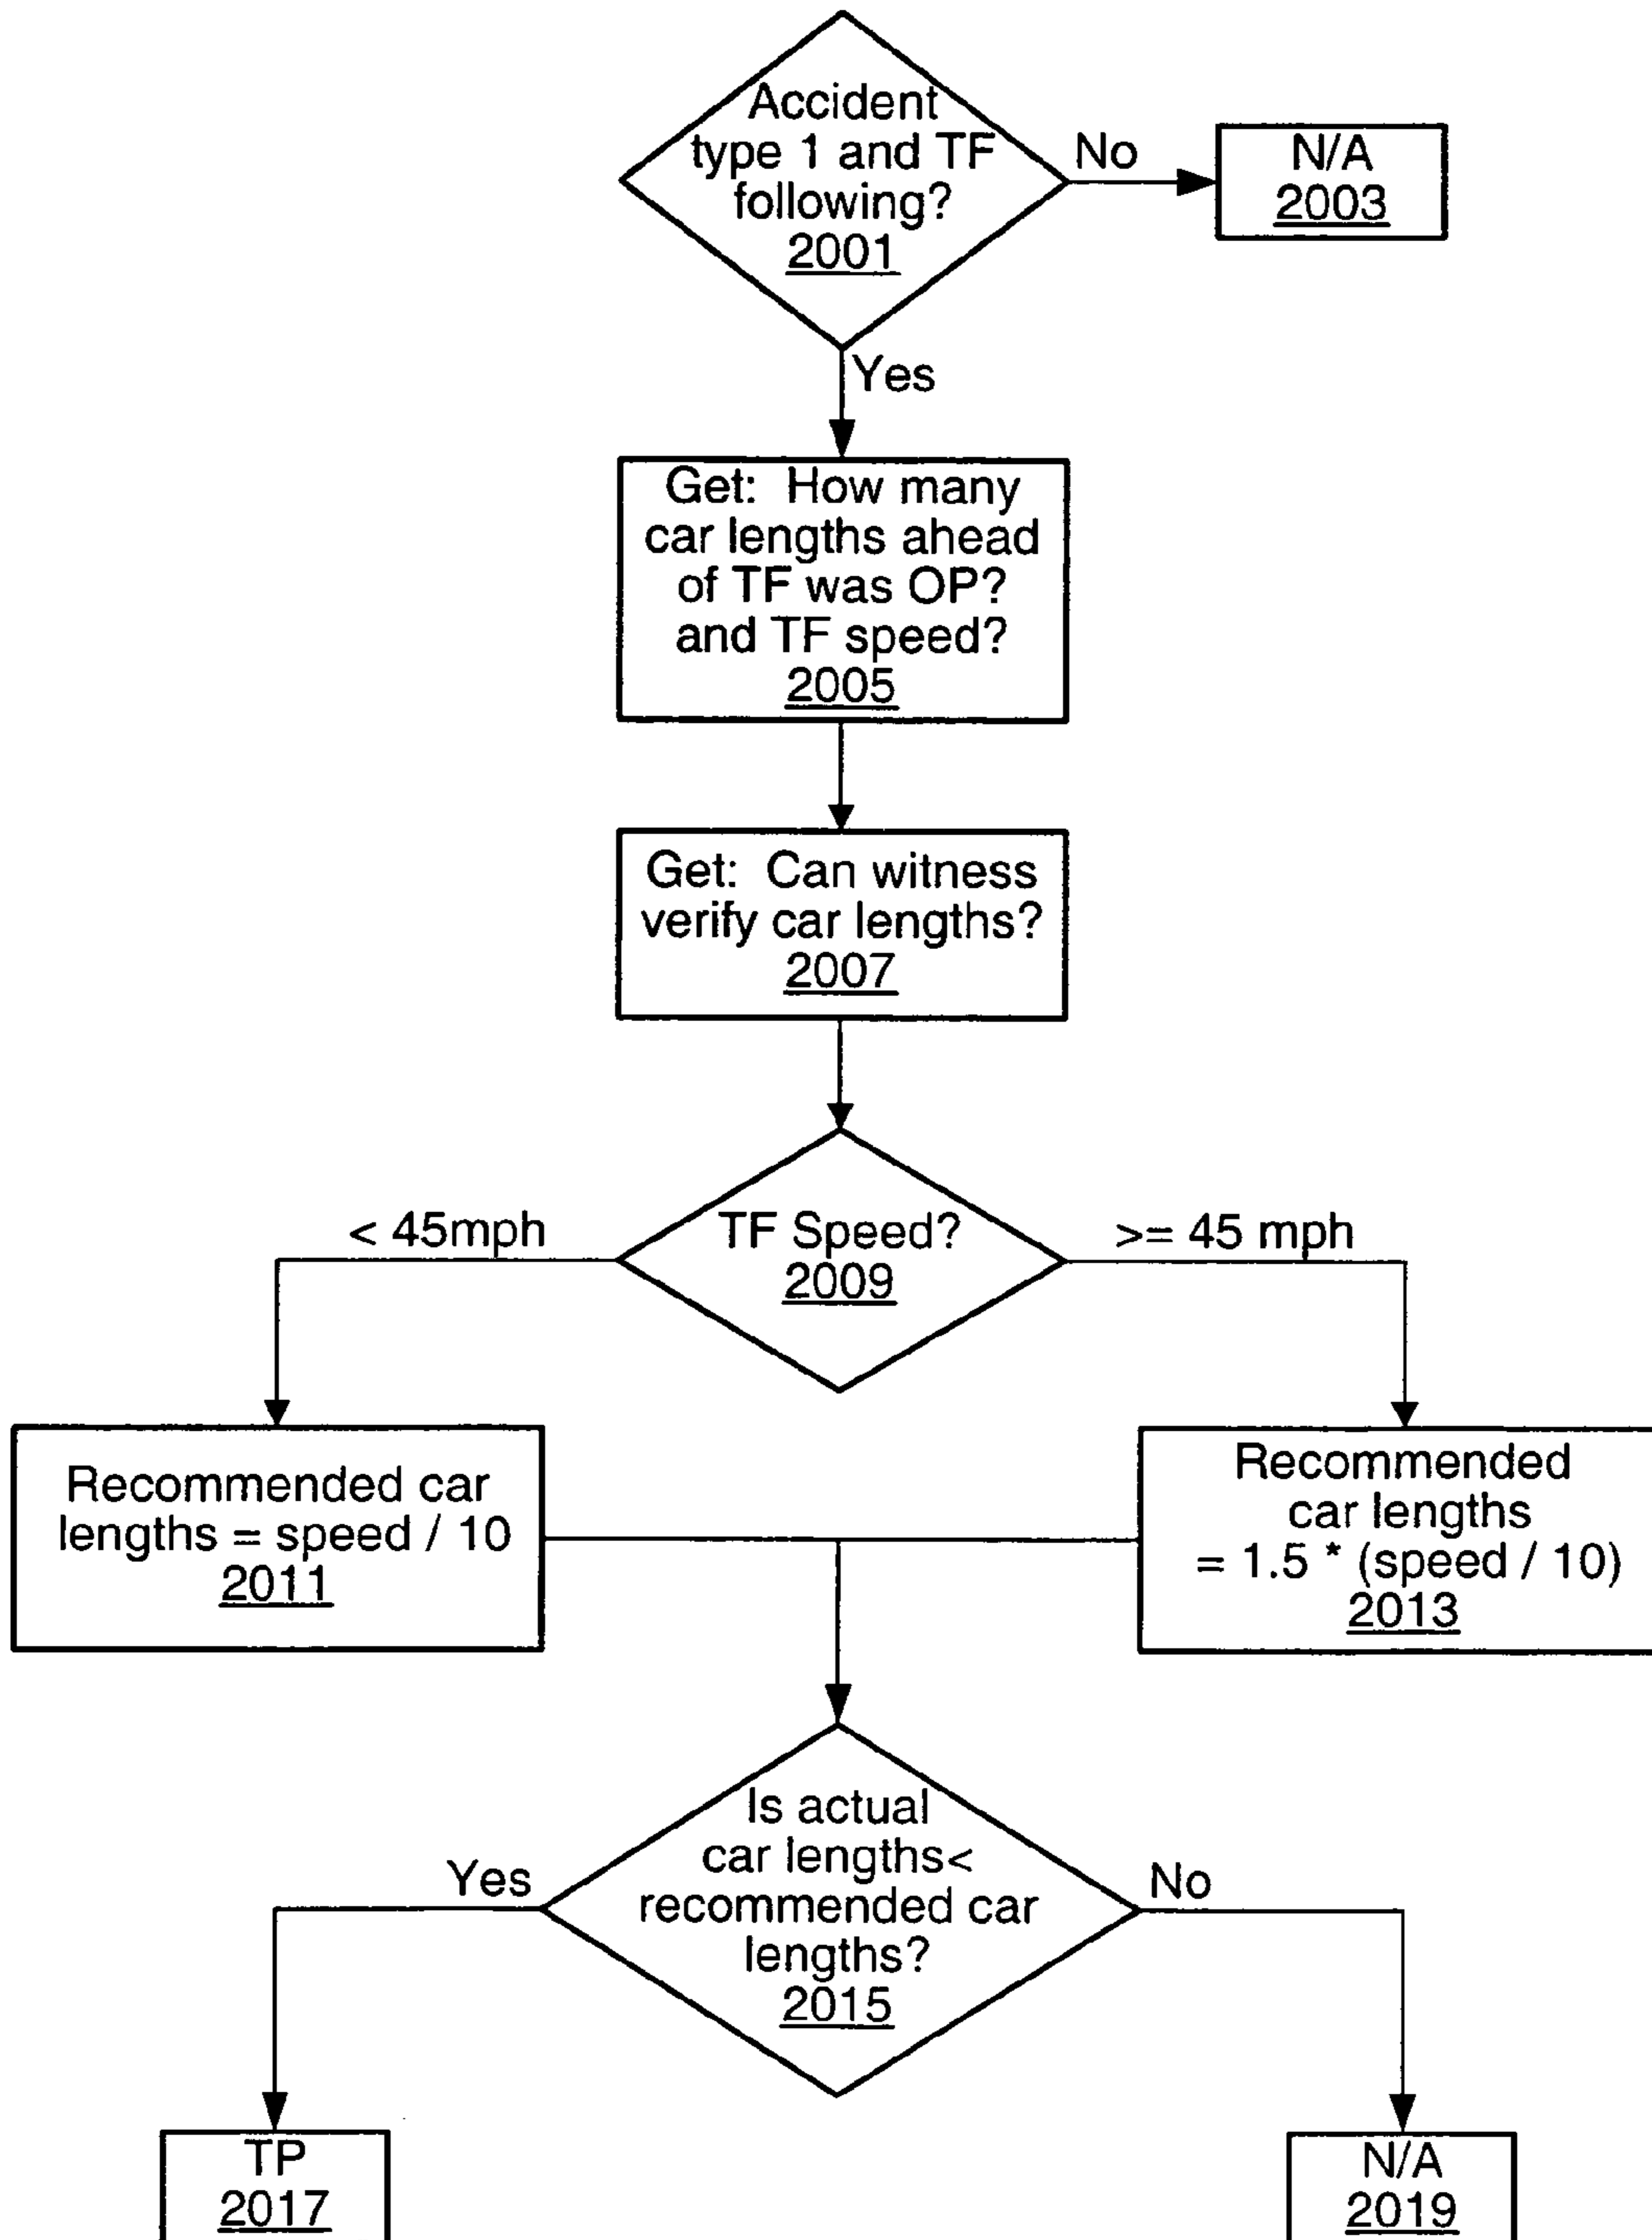 Accident
type 1 and TF
following?
2001
No
N/A
2003
Yes
Get: How many
car lengths ahead
of TF was OP?
and TF speed?
2005
Get: Can witness
verify car lengths?
2007
< 45mph
TF Speed?
2009
>= 45 mph
Recommended car
lengths = speed / 10
2011
Recommended
car lengths
= 1.5 * (speed / 10)
2013
Is actual
car lengths<
recommended car
lengths?
2015
Yes
No
TP
2017
N/A
2019